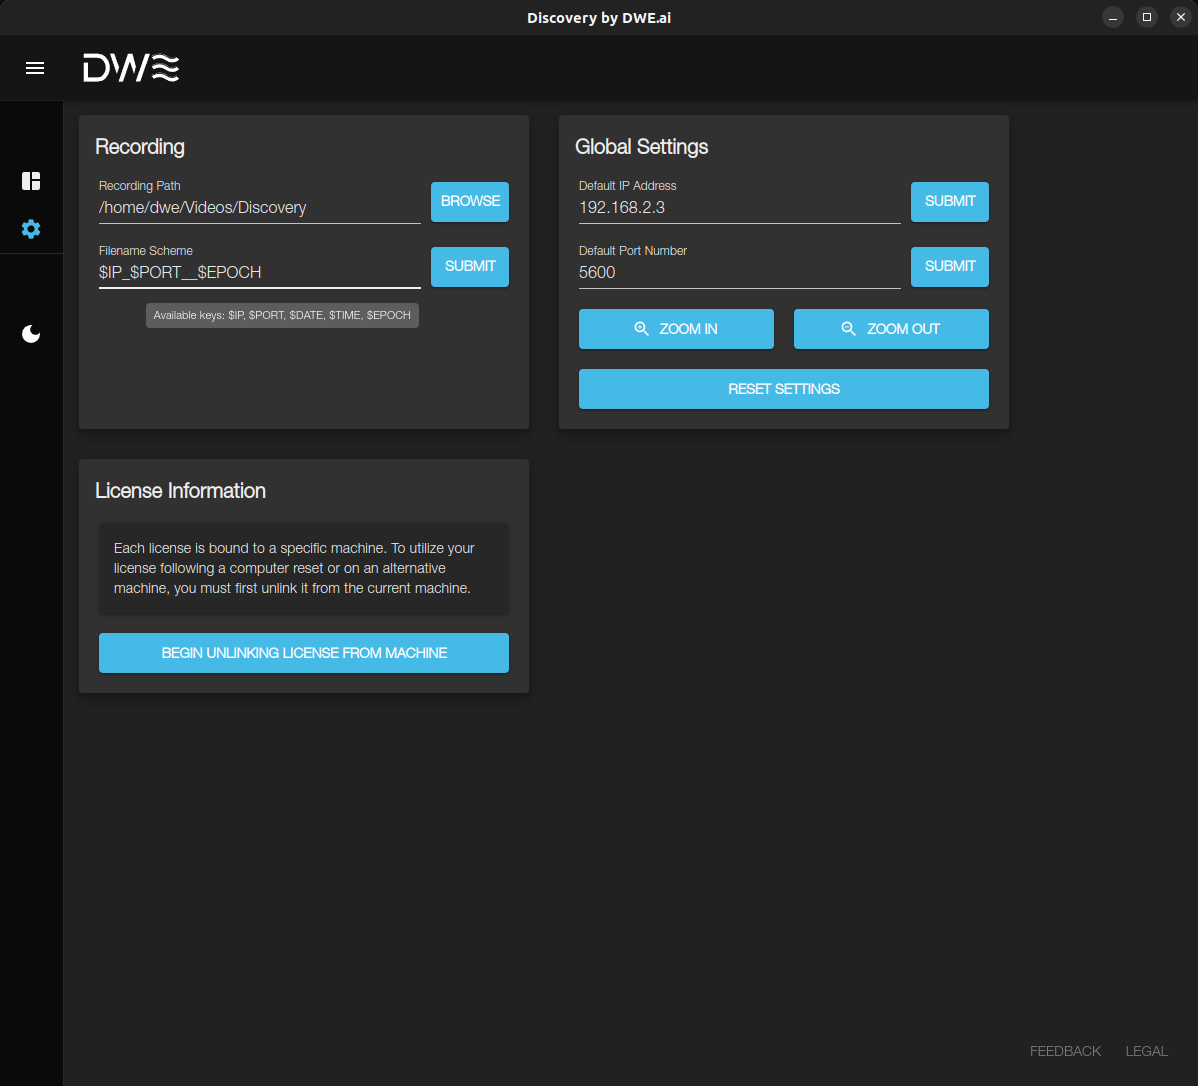 Discovery by DWE.ai
DWE
Recording
Recording Path
/home/dwe/Videos/Discovery
BROWSE
Filename Scheme
$IP_$PORT__$EPOCH
SUBMIT
Available keys: $IP, $PORT, $DATE, $TIME, $EPOCH
Global Settings
Default IP Address
192.168.2.3
SUBMIT
Default Port Number
5600
SUBMIT
ZOOM IN
ZOOM OUT
RESET SETTINGS
License Information
Each license is bound to a specific machine. To utilize your
license following a computer reset or on an alternative
machine, you must first unlink it from the current machine.
BEGIN UNLINKING LICENSE FROM MACHINE
FEEDBACK
LEGAL